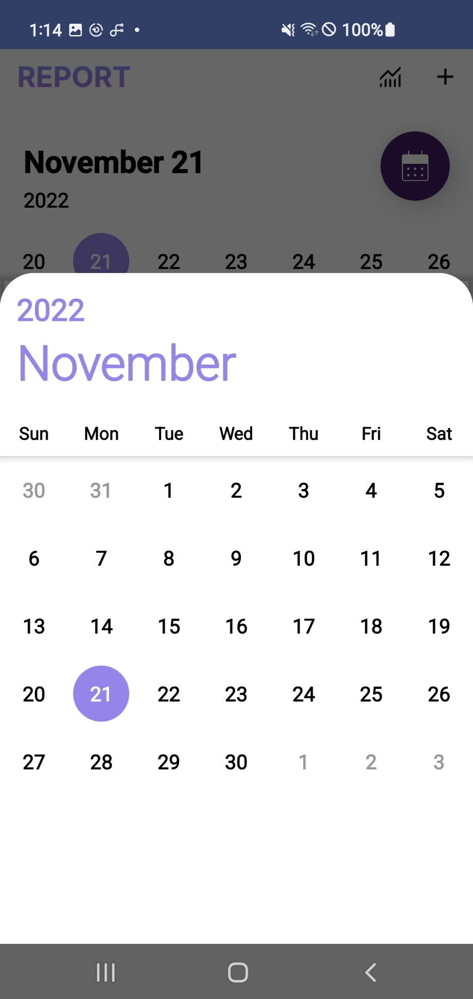 1:14 100%
REPORT
November 21
2022
20 21 22 23 24 25 26
2022
November
Sun Mon Tue Wed Thu Fri Sat
30 31 1 2 3 4 5
6 7 8 9 10 11 12
13 14 15 16 17 18 19
20 21 22 23 24 25 26
27 28 29 30 1 2 3